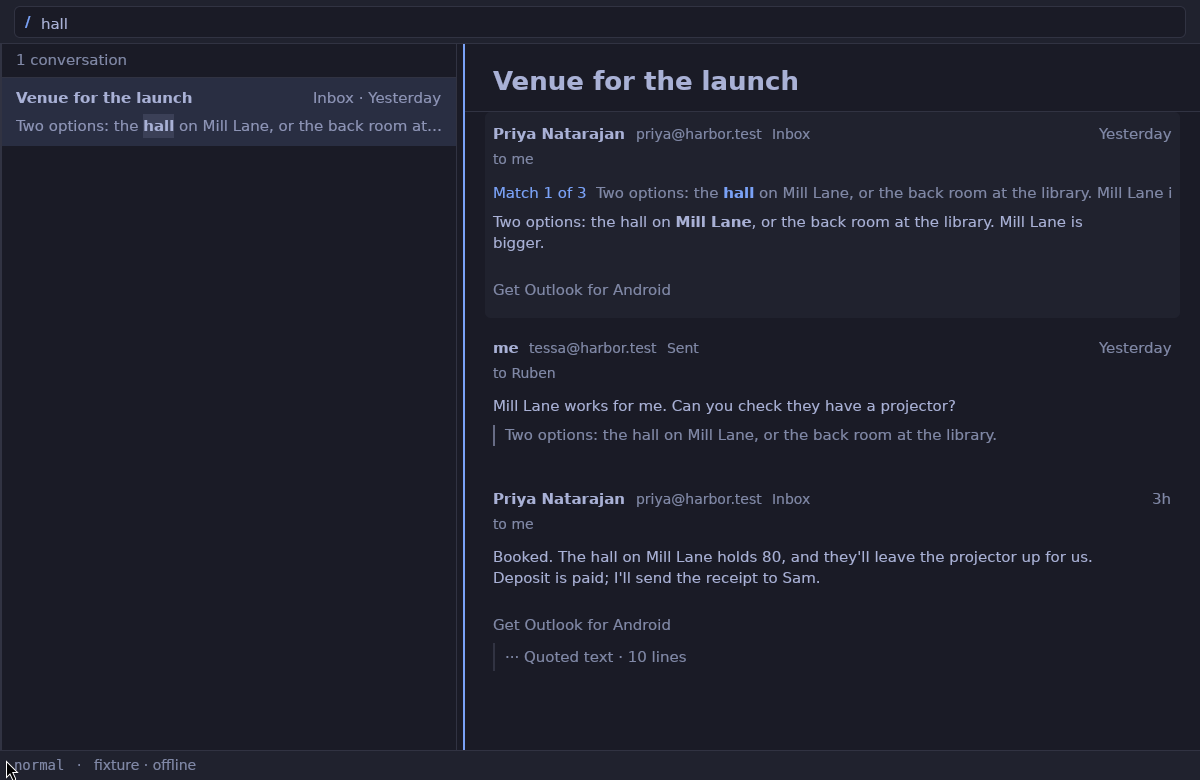 / hall
1 conversation
Venue for the launch Inbox · Yesterday
Two options: the hall on Mill Lane, or the back room at...
Venue for the launch
Priya Natarajan priya@harbor.test Inbox Yesterday
to me
Match 1 of 3 Two options: the hall on Mill Lane, or the back room at the library. Mill Lane i
Two options: the hall on Mill Lane, or the back room at the library. Mill Lane is
bigger.
Get Outlook for Android
me tessa@harbor.test Sent Yesterday
to Ruben
Mill Lane works for me. Can you check they have a projector?
Two options: the hall on Mill Lane, or the back room at the library.
Priya Natarajan priya@harbor.test Inbox 3h
to me
Booked. The hall on Mill Lane holds 80, and they'll leave the projector up for us.
Deposit is paid; I'll send the receipt to Sam.
Get Outlook for Android
··· Quoted text · 10 lines
normal · fixture · offline